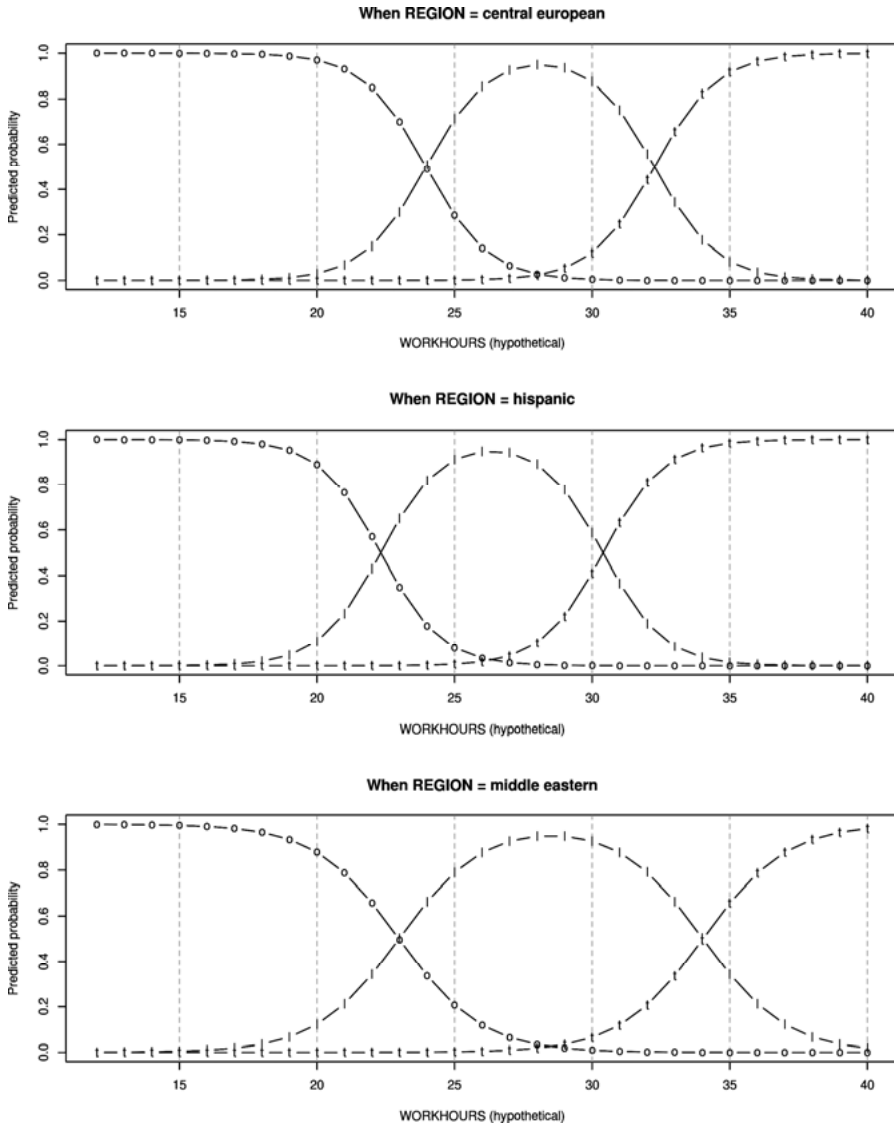 When REGION = central european
1.0
0.8
0.6
0.4
0.2
0.0
Predicted probability
15 20 25 30 35 40
WORKHOURS (hypothetical)
When REGION = hispanic
1.0
0.8
0.6
0.4
0.2
0.0
Predicted probability
15 20 25 30 35 40
WORKHOURS (hypothetical)
When REGION = middle eastern
1.0
0.8
0.6
0.4
0.2
0.0
Predicted probability
15 20 25 30 35 40
WORKHOURS (hypothetical)